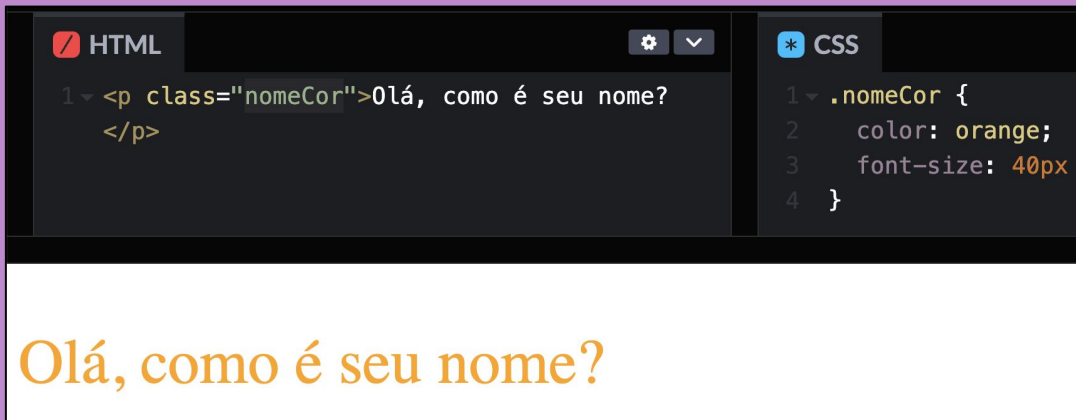 HTML
1 <p class="nomeCor">Olá, como é seu nome?
</p>
CSS
1 .nomeCor {
2 color: orange;
3 font-size: 40px
4 }
Olá, como é seu nome?